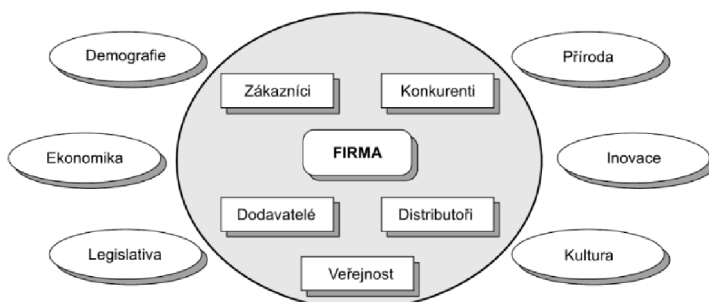 Demografie
Příroda
Zákazníci
Konkurenti
Ekonomika
FIRMA
Inovace
Dodavatelé
Distributoři
Legislativa
Kultura
Veřejnost